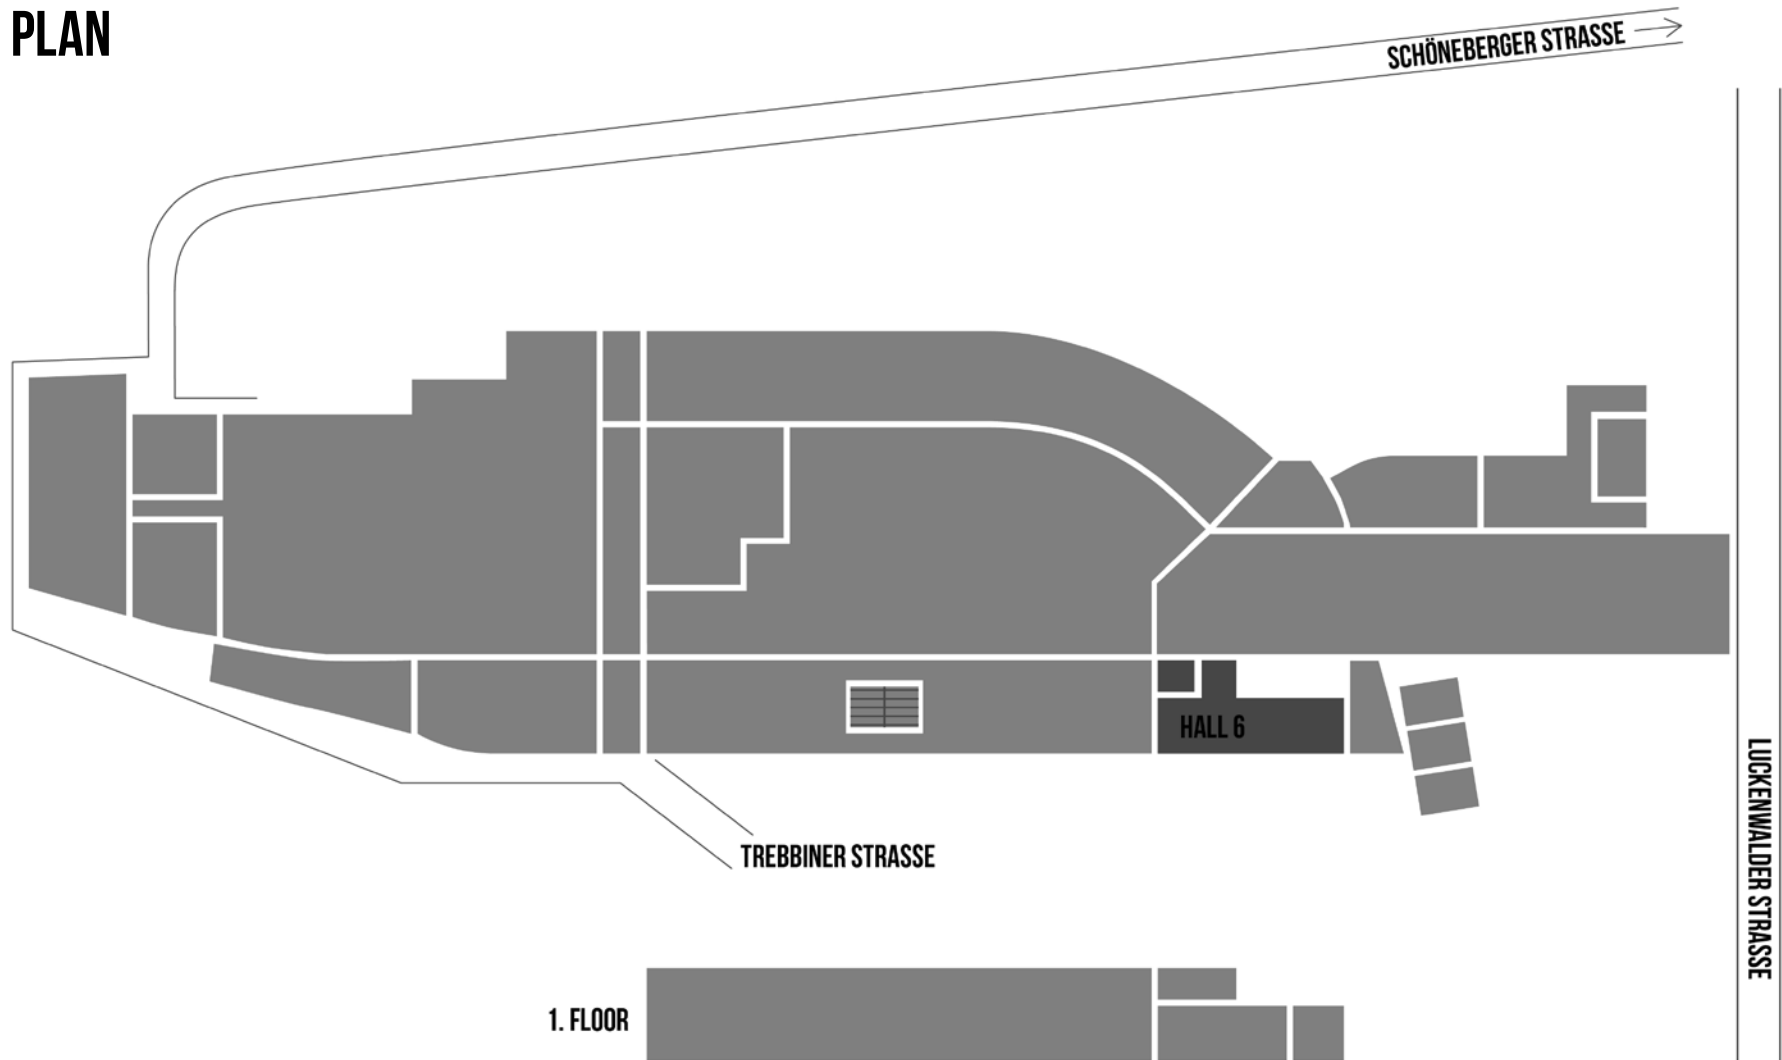 PLAN
SCHÖNEBERGER STRASSE
HALL 6
LUCKENWALDER STRASSE
TREBBINER STRASSE
1. FLOOR